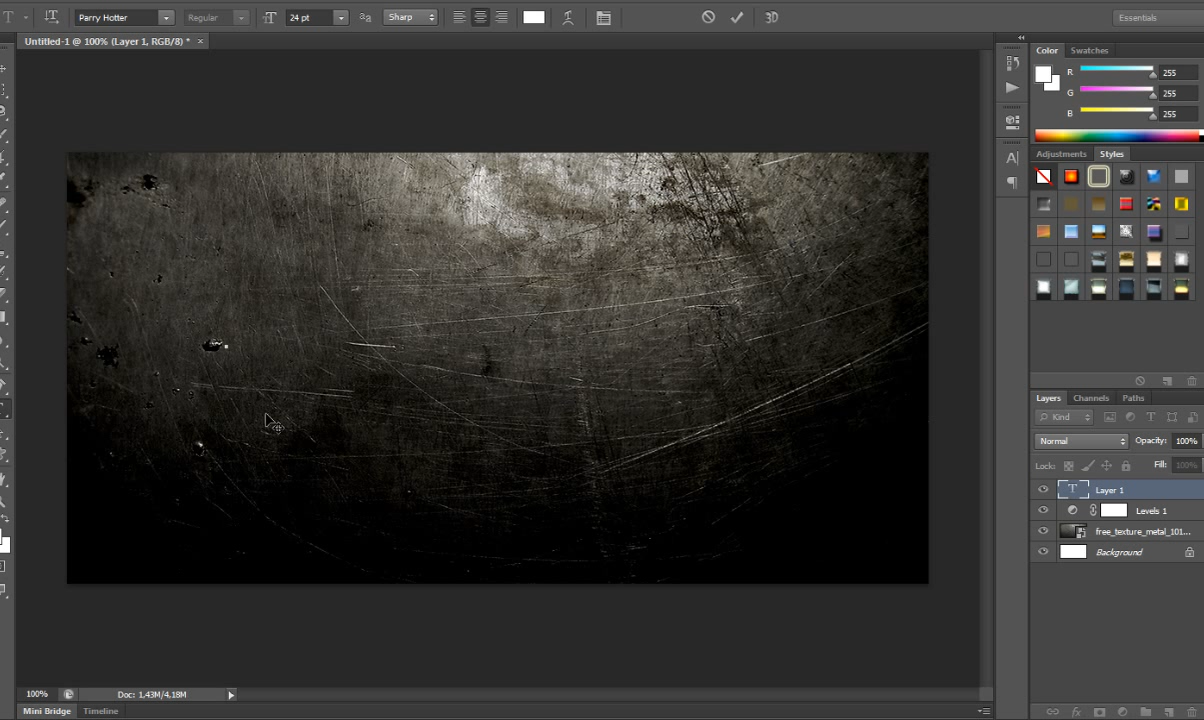 T Parry Hotter Regular 24 pt aa Sharp 3D Essentials
Untitled-1 @ 100% (Layer 1, RGB/8) * ×
Color Swatches
R 255
G 255
B 255
Adjustments Styles
Layers Channels Paths
Kind
Normal Opacity: 100%
Lock: Fill: 100%
T Layer 1
Levels 1
free_texture_metal_101...
Background
fx
100% Doc: 1.43M/4.18M
Mini Bridge Timeline